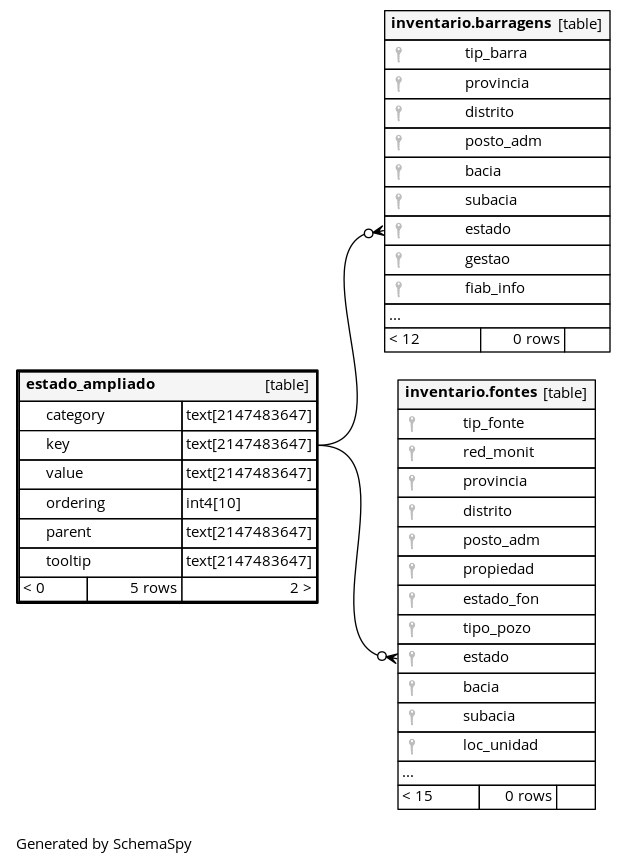 inventario.barragens [table]
tip_barra
provincia
distrito
posto_adm
bacia
subacia
estado
gestao
fiab_info
...
< 12 0 rows
estado_ampliado [table]
category text[2147483647]
key text[2147483647]
value text[2147483647]
ordering int4[10]
parent text[2147483647]
tooltip text[2147483647]
< 0 5 rows 2 >
inventario.fontes [table]
tip_fonte
red_monit
provincia
distrito
posto_adm
propiedad
estado_fon
tipo_pozo
estado
bacia
subacia
loc_unidad
...
< 15 0 rows
Generated by SchemaSpy